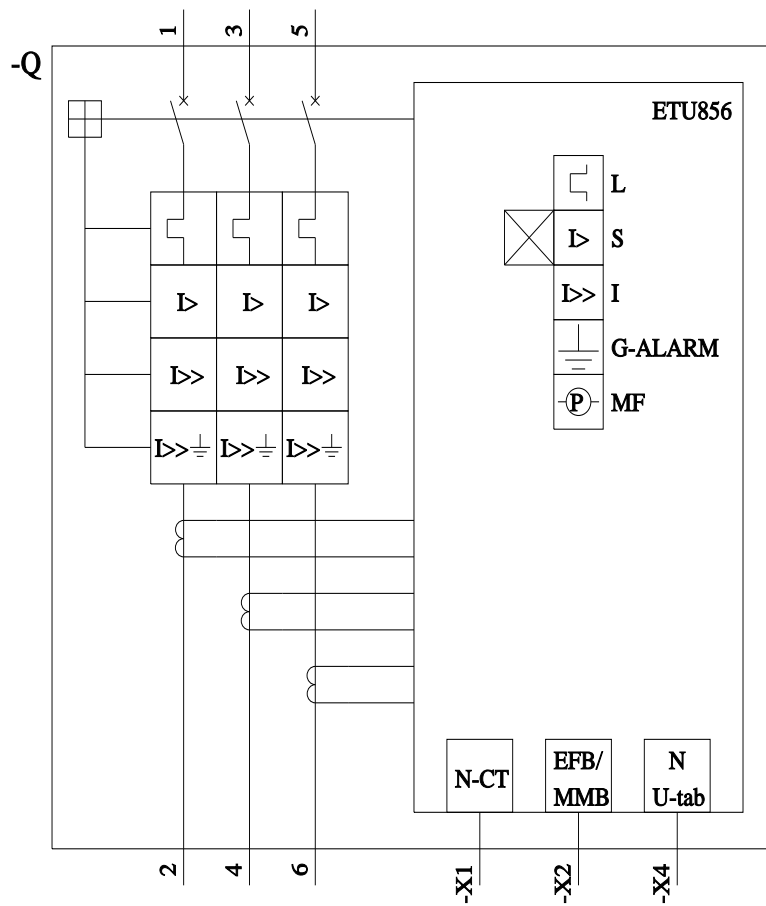 1 3 5
-Q
ETU856
L
I> S
I>> I
G-ALARM
P MF
I> I> I>
I>> I>> I>>
I>> I>> I>>
N-CT
EFB/
MMB
N
U-tab
2 4 6 -X1 -X2 -X4